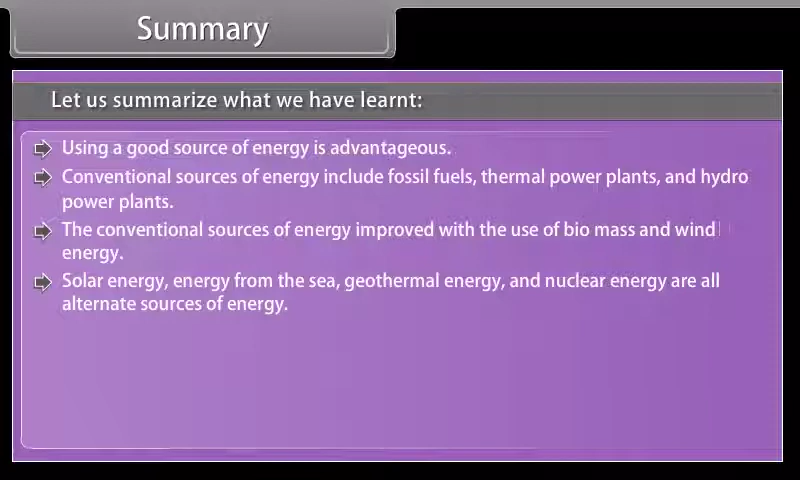 Summary
Let us summarize what we have learnt:
Using a good source of energy is advantageous.
Conventional sources of energy include fossil fuels, thermal power plants, and hydro
power plants.
The conventional sources of energy improved with the use of bio mass and wind
energy.
Solar energy, energy from the sea, geothermal energy, and nuclear energy are all
alternate sources of energy.